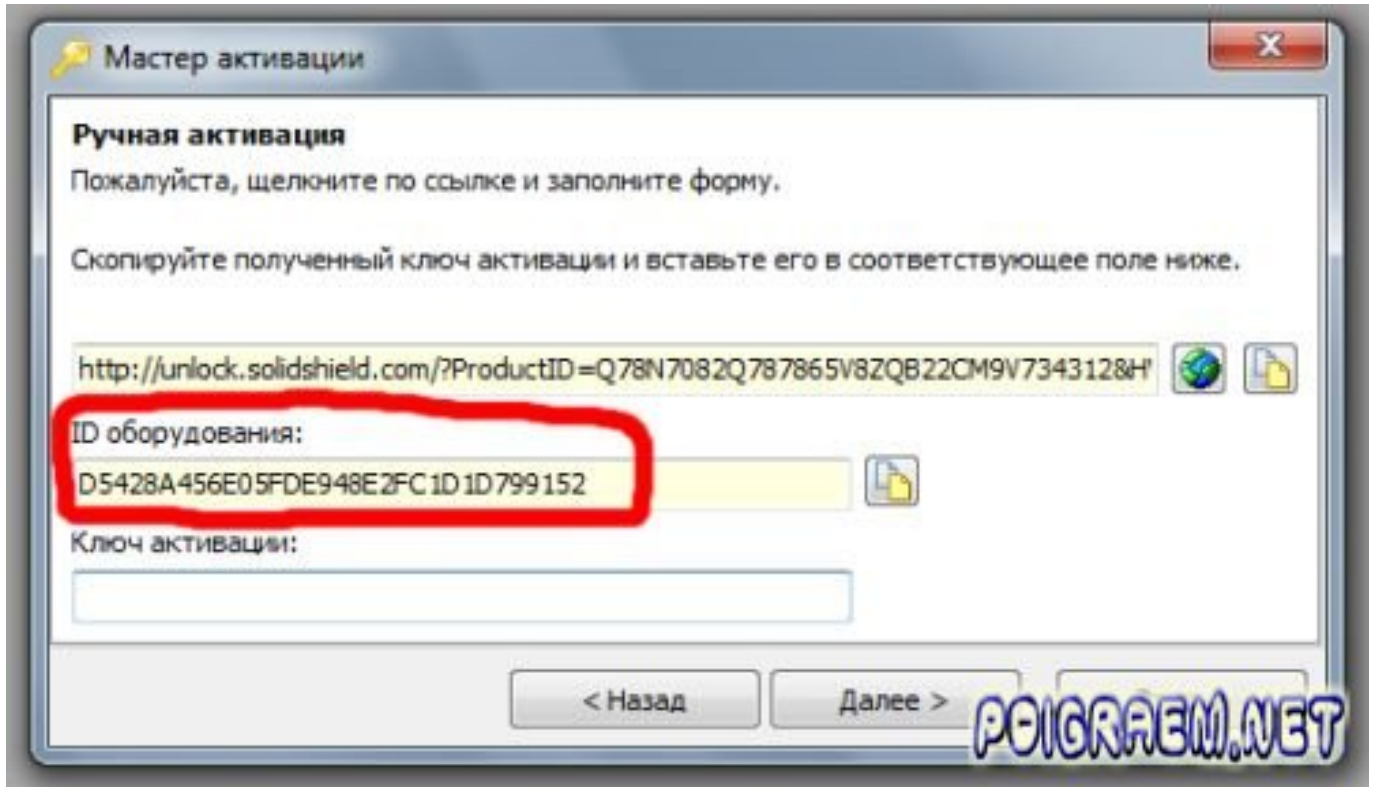 Мастер активации
Ручная активация
Пожалуйста, щелкните по ссылке и заполните форму.
Скопируйте полученный ключ активации и вставьте его в соответствующее поле ниже.
http://unlock.solidshield.com/?ProductID=Q78N7082Q787865V8ZQB22CM9V734312&H
ID оборудования:
D5428A456E05FDE948E2FC1D1D799152
Ключ активации:
< Назад
Далее >
POIGRAEM.NET